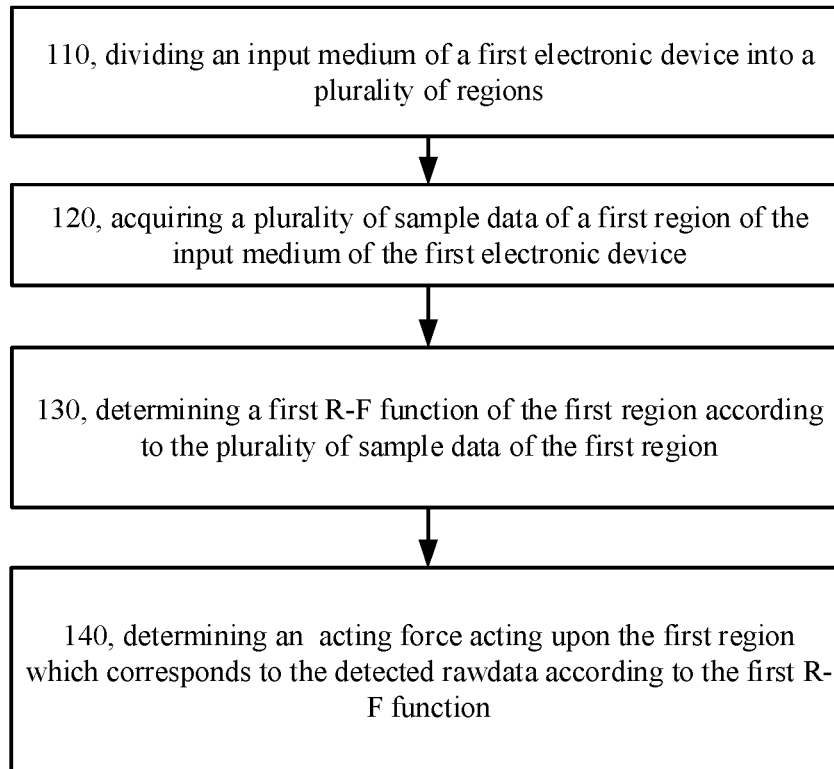 110, dividing an input medium of a first electronic device into a
plurality of regions
120, acquiring a plurality of sample data of a first region of the
input medium of the first electronic device
130, determining a first R-F function of the first region according
to the plurality of sample data of the first region
140, determining an acting force acting upon the first region
which corresponds to the detected rawdata according to the first R-
F function